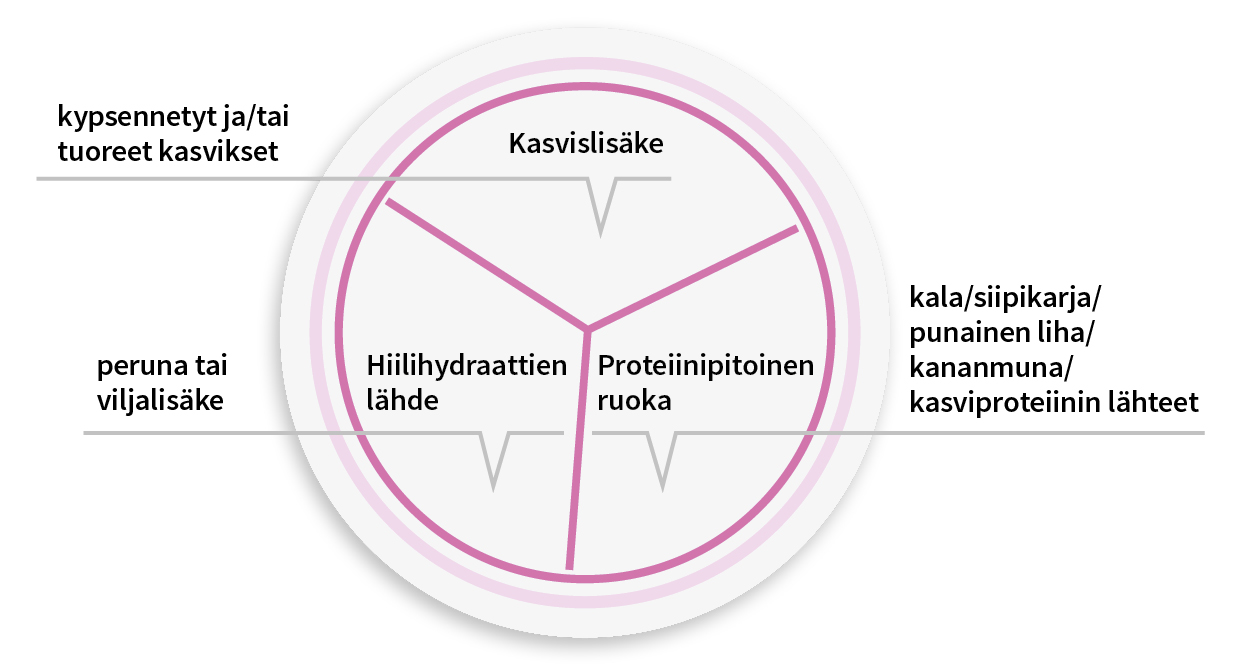 kypsennetyt ja/tai
tuoreet kasvikset
Kasvislisäke
peruna tai
viljalisäke
Hiilihydraattien
lähde
Proteiinipitoinen
ruoka
kala/siipikarja/
punainen liha/
kananmuna/
kasviproteiinin lähteet